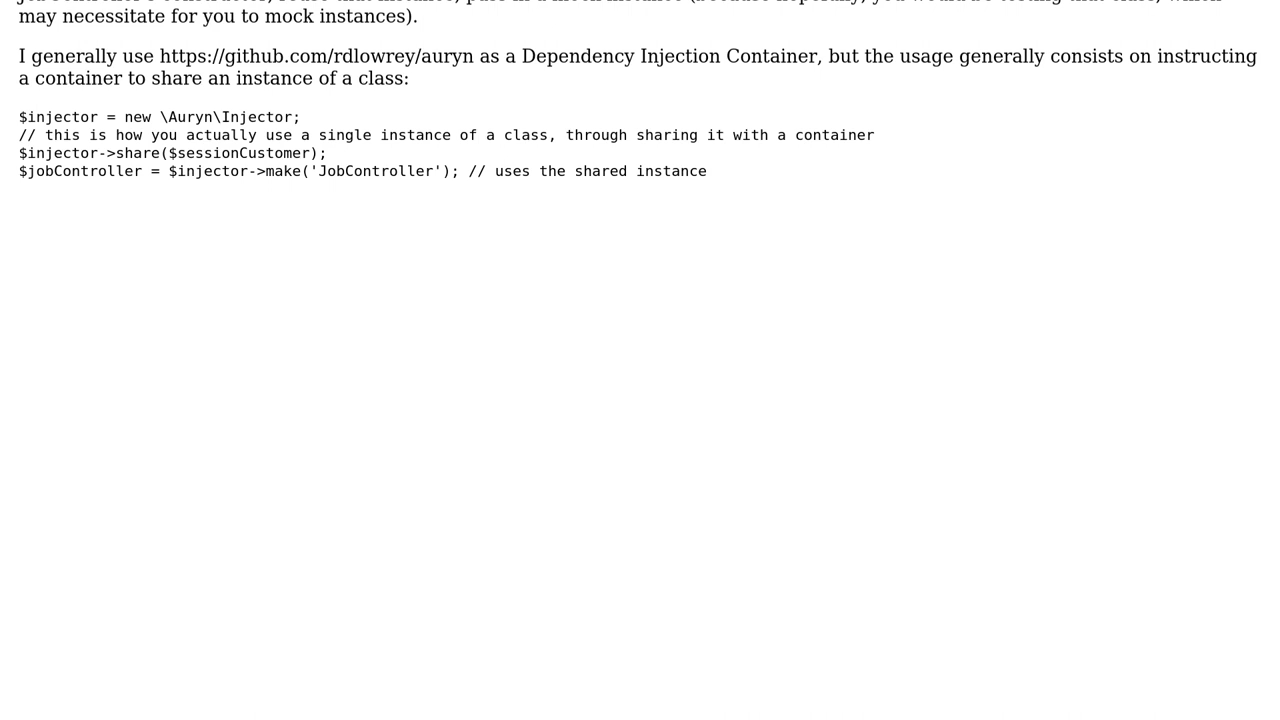 may necessitate for you to mock instances).
I generally use https://github.com/rdlowrey/auryn as a Dependency Injection Container, but the usage generally consists on instructing
a container to share an instance of a class:
$injector = new \Auryn\Injector;
// this is how you actually use a single instance of a class, through sharing it with a container
$injector->share($sessionCustomer);
$jobController = $injector->make('JobController'); // uses the shared instance